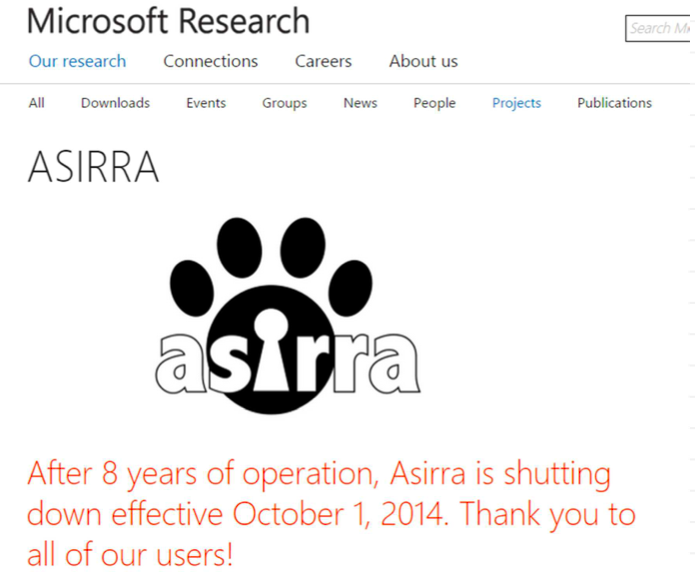 Microsoft Research
Search
Our research Connections Careers About us
All Downloads Events Groups News People Projects Publications
ASIRRA
asirra
After 8 years of operation, Asirra is shutting
down effective October 1, 2014. Thank you to
all of our users!